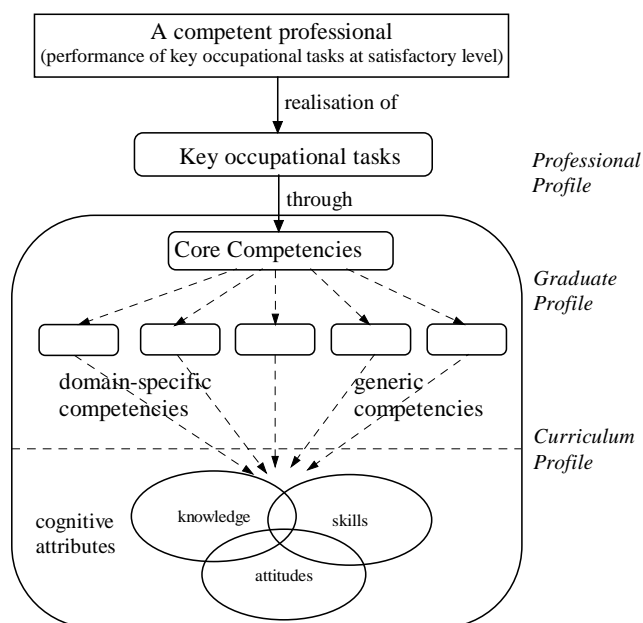 A competent professional
(performance of key occupational tasks at satisfactory level)
realisation of
Key occupational tasks
Professional
Profile
through
Core Competencies
Graduate
Profile
domain-specific
competencies
generic
competencies
Curriculum
Profile
cognitive
attributes
knowledge
skills
attitudes